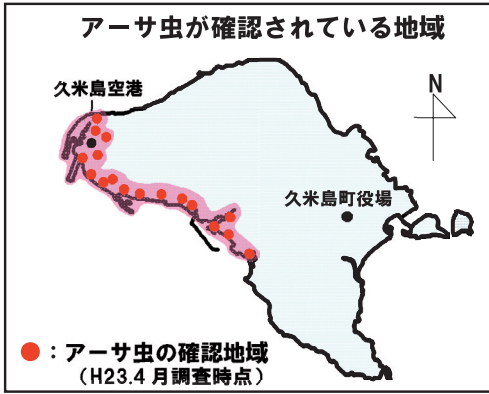 アーサ虫が確認されている地域
久米島空港
N
久米島町役場
：アーサ虫の確認地域
（H23.4月調査時点）